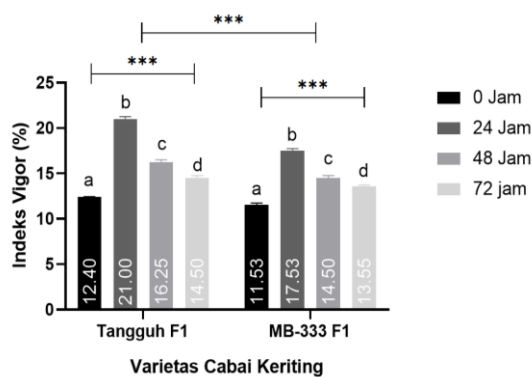 ***
***
***
25
20
15
10
5
0
Indeks Vigor (%)
a
b
c
d
a
b
c
d
12.40
21.00
16.25
14.50
11.53
17.53
14.50
13.55
Tangguh F1
MB-333 F1
Varietas Cabai Keriting
0 Jam
24 Jam
48 Jam
72 jam